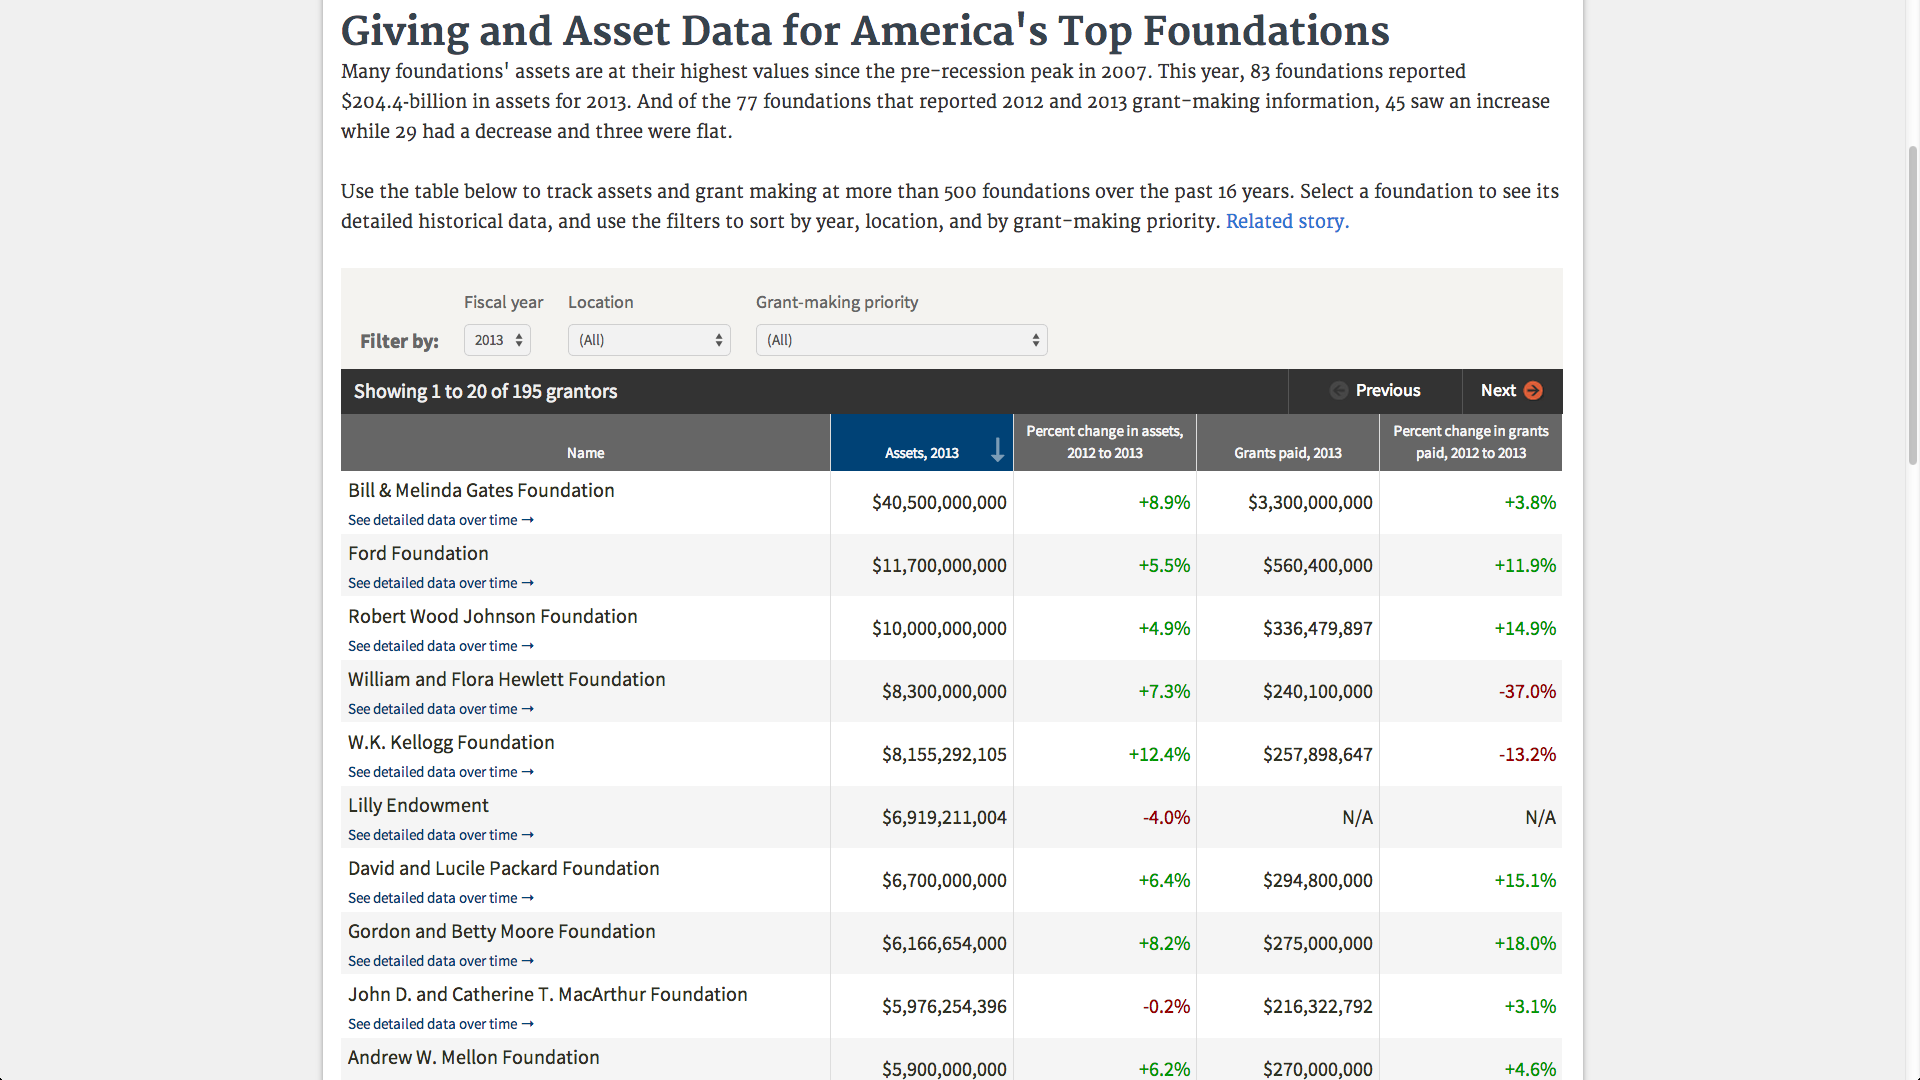 Giving and Asset Data for America's Top Foundations
Many foundations' assets are at their highest values since the pre-recession peak in 2007. This year, 83 foundations reported
$204.4-billion in assets for 2013. And of the 77 foundations that reported 2012 and 2013 grant-making information, 45 saw an increase
while 29 had a decrease and three were flat.
Use the table below to track assets and grant making at more than 500 foundations over the past 16 years. Select a foundation to see its
detailed historical data, and use the filters to sort by year, location, and by grant-making priority. Related story.
Fiscal year Location Grant-making priority
Filter by: 2013 (All) (All)
Showing 1 to 20 of 195 grantors Previous Next
Name Assets, 2013 Percent change in assets, 2012 to 2013 Grants paid, 2013 Percent change in grants paid, 2012 to 2013
Bill & Melinda Gates Foundation $40,500,000,000 +8.9% $3,300,000,000 +3.8%
See detailed data over time →
Ford Foundation $11,700,000,000 +5.5% $560,400,000 +11.9%
See detailed data over time →
Robert Wood Johnson Foundation $10,000,000,000 +4.9% $336,479,897 +14.9%
See detailed data over time →
William and Flora Hewlett Foundation $8,300,000,000 +7.3% $240,100,000 -37.0%
See detailed data over time →
W.K. Kellogg Foundation $8,155,292,105 +12.4% $257,898,647 -13.2%
See detailed data over time →
Lilly Endowment $6,919,211,004 -4.0% N/A N/A
See detailed data over time →
David and Lucile Packard Foundation $6,700,000,000 +6.4% $294,800,000 +15.1%
See detailed data over time →
Gordon and Betty Moore Foundation $6,166,654,000 +8.2% $275,000,000 +18.0%
See detailed data over time →
John D. and Catherine T. MacArthur Foundation $5,976,254,396 -0.2% $216,322,792 +3.1%
See detailed data over time →
Andrew W. Mellon Foundation $5,900,000,000 +6.2% $270,000,000 +4.6%